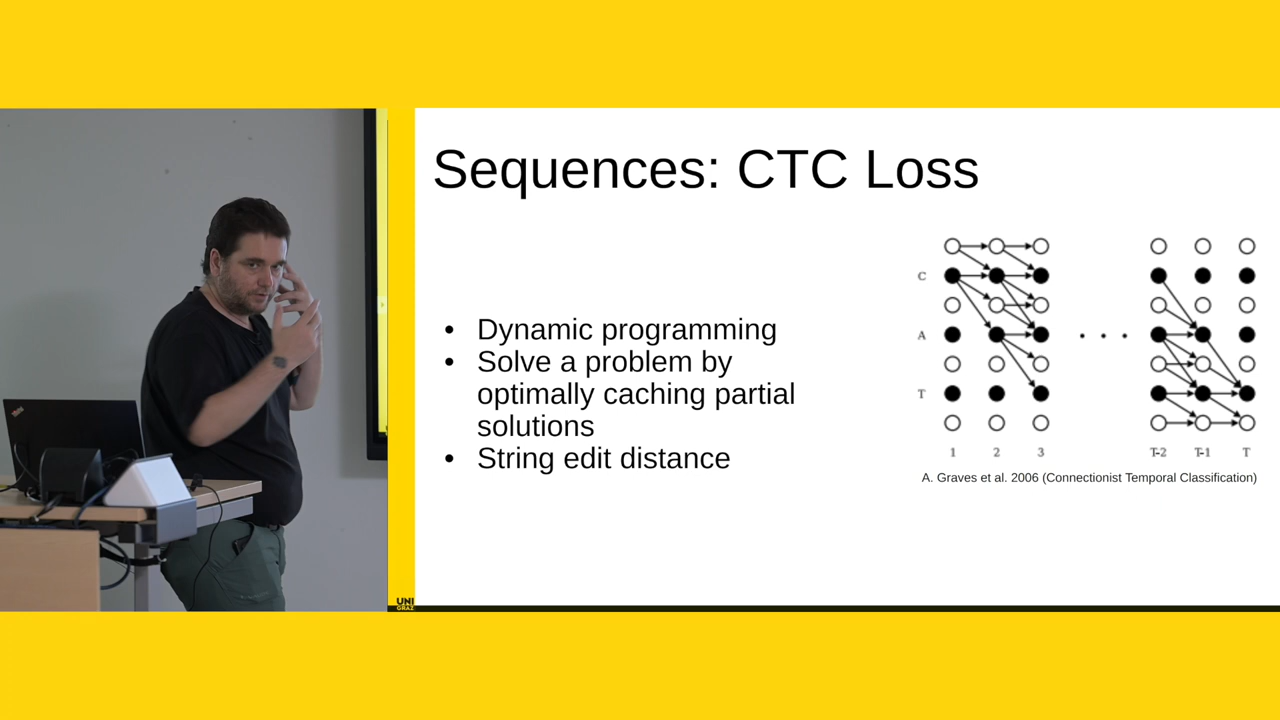 Sequences: CTC Loss
• Dynamic programming
• Solve a problem by
optimally caching partial
solutions
• String edit distance
C
A
T
1 2 3 T-2 T-1 T
A. Graves et al. 2006 (Connectionist Temporal Classification)
UNI
GRAZ